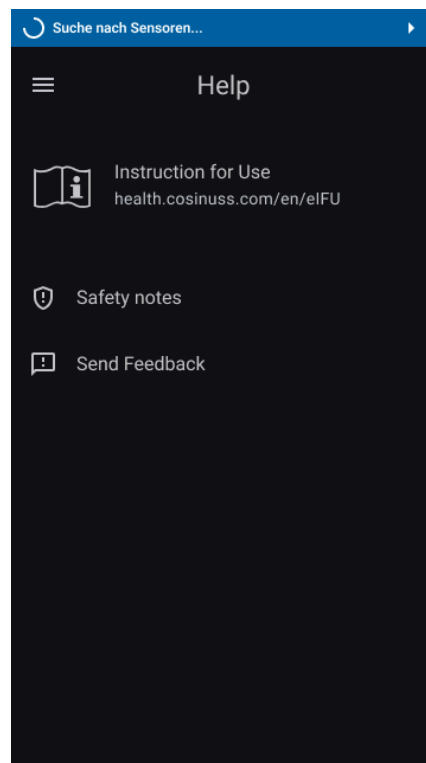 Suche nach Sensoren...
Help
Instruction for Use
health.cosinuss.com/en/eIFU
Safety notes
Send Feedback